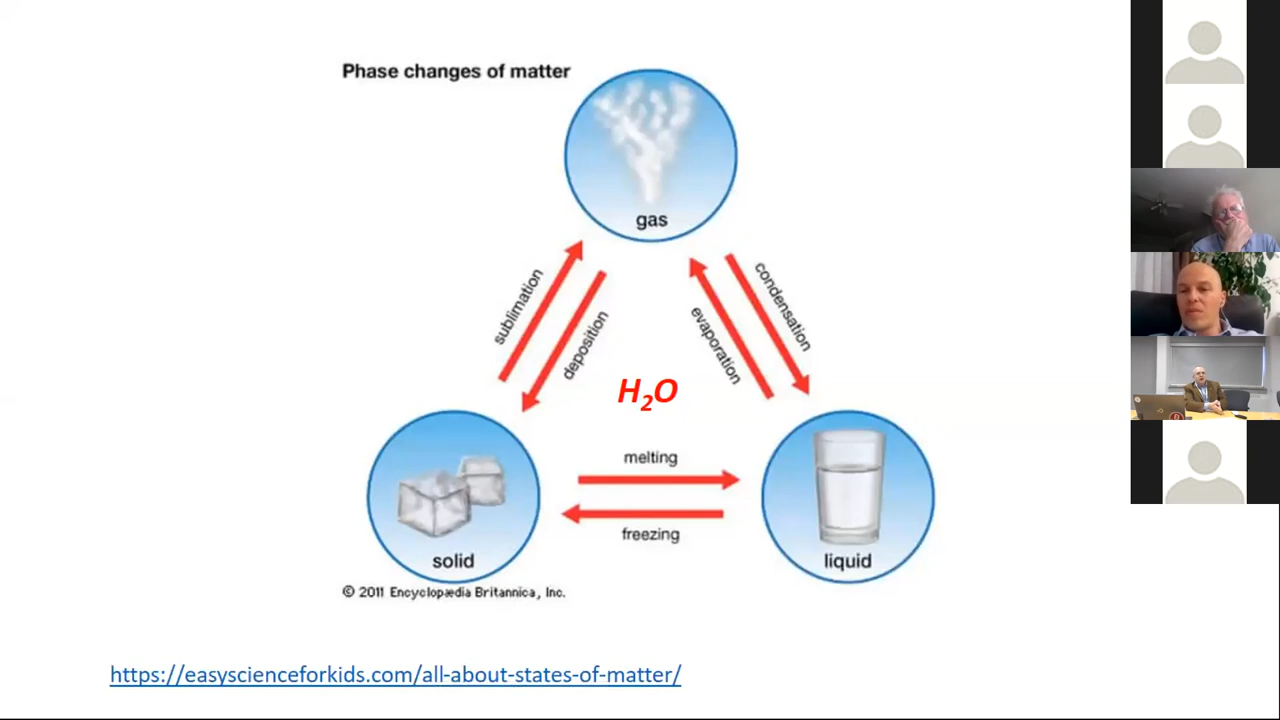 Phase changes of matter
gas
sublimation
deposition
evaporation
condensation
H₂O
melting
freezing
solid
liquid
© 2011 Encyclopædia Britannica, Inc.
https://easyscienceforkids.com/all-about-states-of-matter/